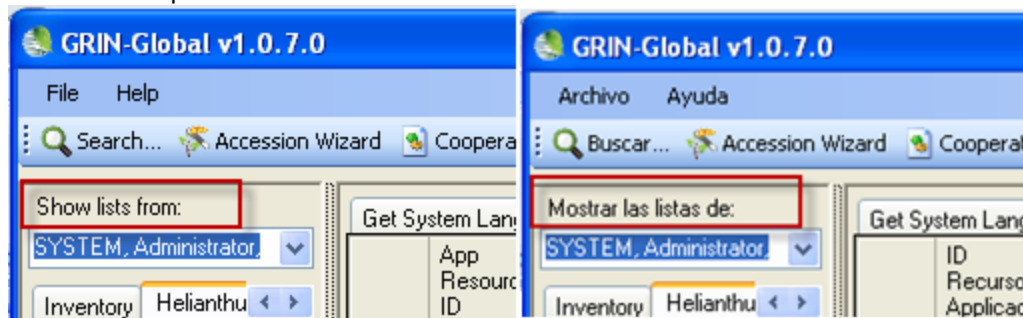 GRIN-Global v1.0.7.0
File Help
Search... Accession Wizard Coopera
Show lists from:
SYSTEM, Administrator,
Inventory Helianthu
Get System Lang
App
Resourc
ID
GRIN-Global v1.0.7.0
Archivo Ayuda
Buscar... Accession Wizard Cooperat
Mostrar las listas de:
SYSTEM, Administrator,
Inventory Helianthu
Get System Lang
ID
Recurso
Applicac